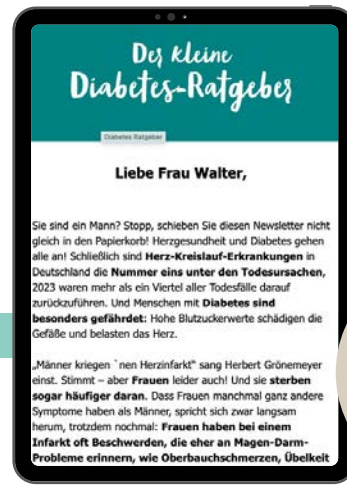 Der kleine
Diabetes-Ratgeber
Diabetes Ratgeber
Liebe Frau Walter,
Sie sind ein Mann? Stopp, schieben Sie diesen Newsletter nicht
gleich in den Papierkorb! Herzgesundheit und Diabetes gehen
alle an! Schließlich sind Herz-Kreislauf-Erkrankungen in
Deutschland die Nummer eins unter den Todesursachen,
2023 waren mehr als ein Viertel aller Todesfälle darauf
zurückzuführen. Und Menschen mit Diabetes sind
besonders gefährdet: Hohe Blutzuckerwerte schädigen die
Gefäße und belasten das Herz.
„Männer kriegen `nen Herzinfarkt“ sang Herbert Grönemeyer
einst. Stimmt – aber Frauen leider auch! Und sie sterben
sogar häufiger daran. Dass Frauen manchmal ganz andere
Symptome haben als Männer, spricht sich zwar langsam
herum, trotzdem nochmal: Frauen haben bei einem
Infarkt oft Beschwerden, die eher an Magen-Darm-
Probleme erinnern, wie Oberbauchschmerzen, Übelkeit